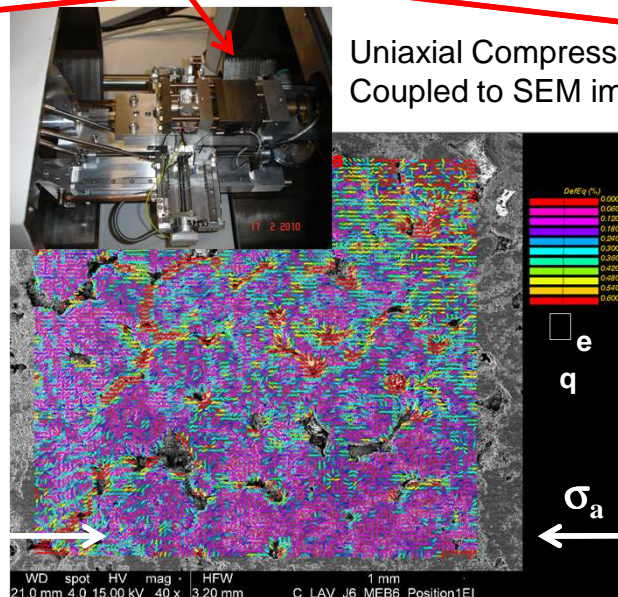 Uniaxial Compress
Coupled to SEM im
17 2 2010
DefEq (%)
0.000
0.060
0.120
0.180
0.240
0.300
0.360
0.420
0.480
0.540
0.600
e
q
σa
WD spot HV mag HFW 1 mm
21.0 mm 4.0 15.00 kV 40 x 3.20 mm C_LAV_J6_MEB6_Position1El